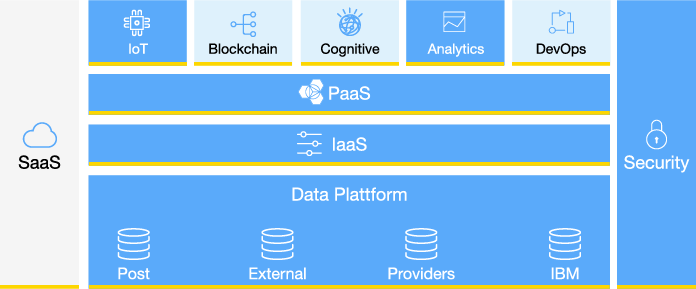 IoT
Blockchain
Cognitive
Analytics
DevOps
PaaS
SaaS
IaaS
Security
Data Plattform
Post
External
Providers
IBM